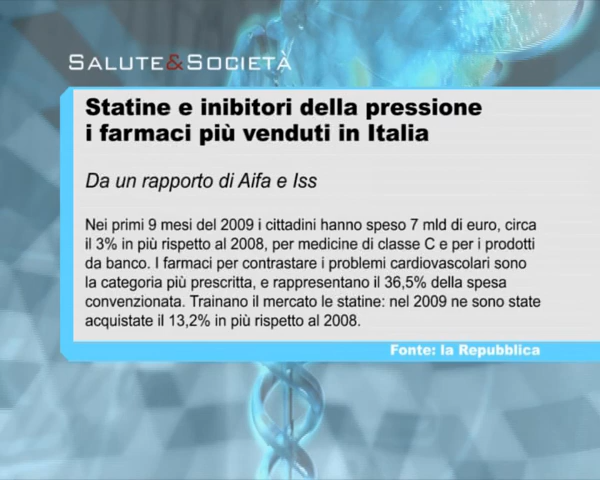 SALUTE&SOCIETÀ
Statine e inibitori della pressione
i farmaci più venduti in Italia
Da un rapporto di Aifa e Iss
Nei primi 9 mesi del 2009 i cittadini hanno speso 7 mld di euro, circa
il 3% in più rispetto al 2008, per medicine di classe C e per i prodotti
da banco. I farmaci per contrastare i problemi cardiovascolari sono
la categoria più prescritta, e rappresentano il 36,5% della spesa
convenzionata. Trainano il mercato le statine: nel 2009 ne sono state
acquistate il 13,2% in più rispetto al 2008.
Fonte: la Repubblica